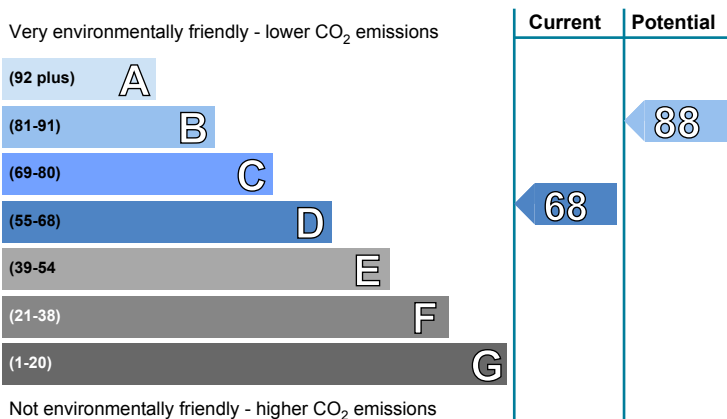 Very environmentally friendly - lower CO2 emissions
Current
Potential
(92 plus) A
(81-91) B
(69-80) C
(55-68) D
(39-54 E
(21-38) F
(1-20) G
88
68
Not environmentally friendly - higher CO2 emissions